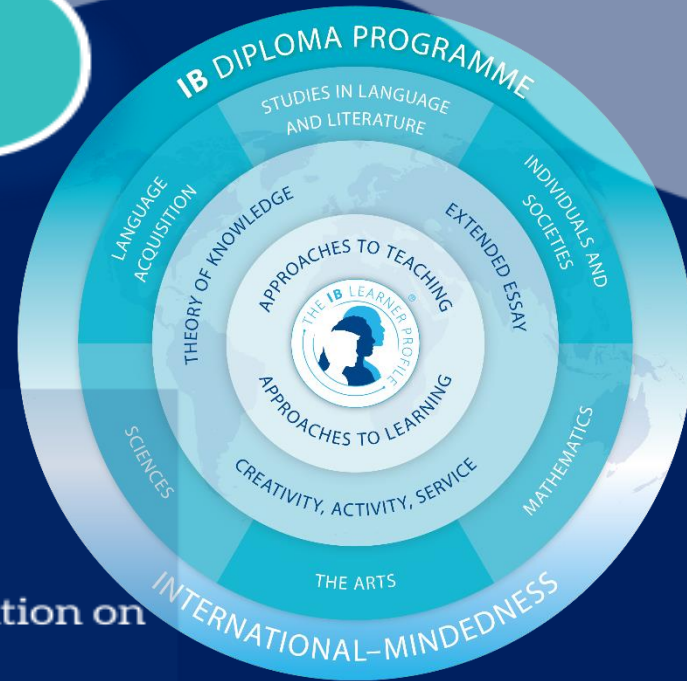 IB DIPLOMA PROGRAMME
STUDIES IN LANGUAGE
AND LITERATURE
LANGUAGE
ACQUISITION
INDIVIDUALS AND
SOCIETIES
THEORY OF KNOWLEDGE
EXTENDED ESSAY
APPROACHES TO TEACHING
THE IB LEARNER PROFILE®
APPROACHES TO LEARNING
CREATIVITY, ACTIVITY, SERVICE
SCIENCES
MATHEMATICS
THE ARTS
INTERNATIONAL–MINDEDNESS
tion on